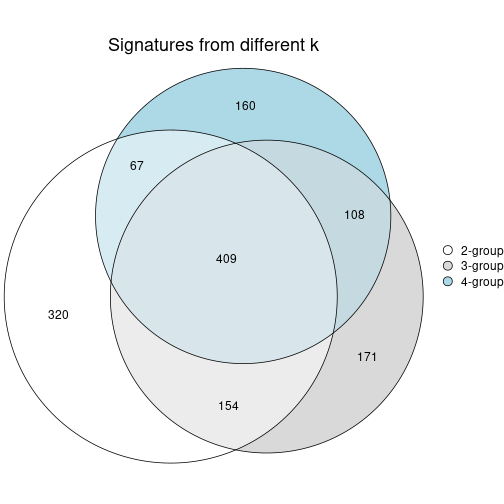 Signatures from different k
160
67
108
409
320
171
154
2-group
3-group
4-group